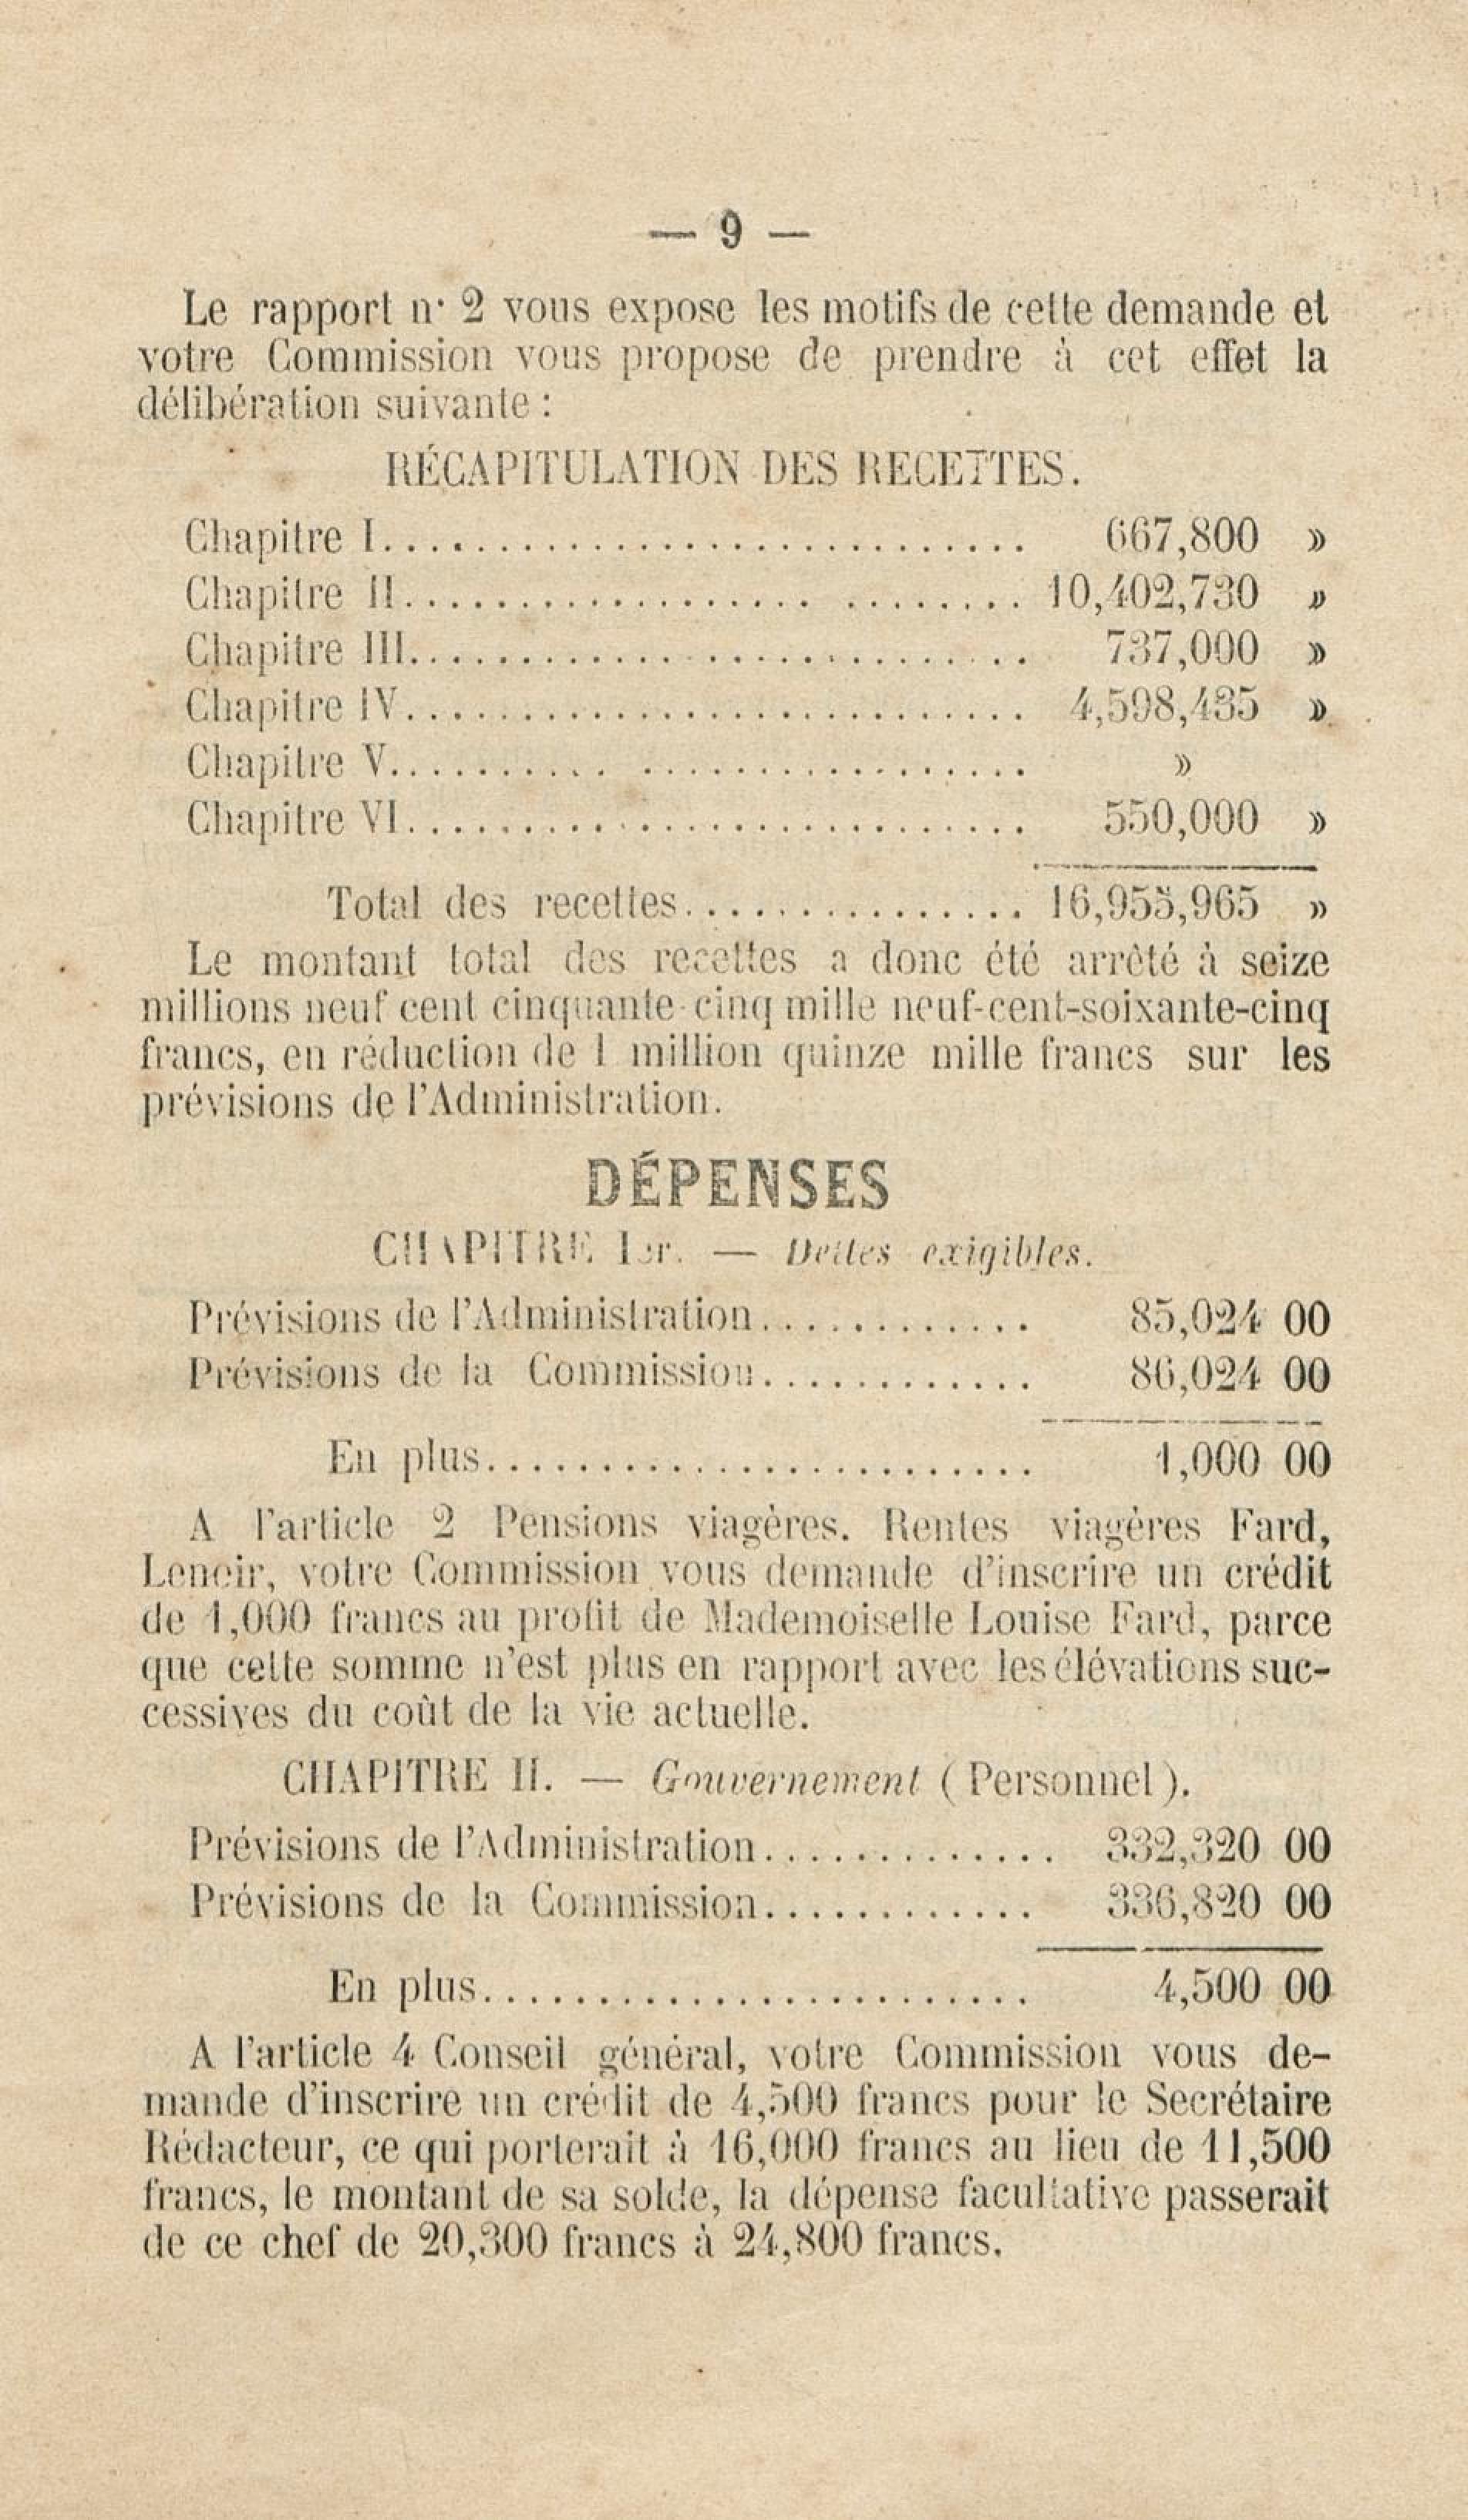 — 9 —
Le rapport n· 2 vous expose les motifs de cette demande et
votre Commission vous propose de prendre à cet effet la
délibération suivante :
RÉCAPITULATION DES RECETTES.
Chapitre I............................ 667,800 »
Chapitre II........................... 10,402,730 »
Chapitre III.......................... 737,000 »
Chapitre IV........................... 4,598,435 »
Chapitre V............................ »
Chapitre VI........................... 550,000 »
Total des recettes............... 16,955,965 »
Le montant total des recettes a donc été arrêté à seize
millions neuf cent cinquante-cinq mille neuf-cent-soixante-cinq
francs, en réduction de 1 million quinze mille francs sur les
prévisions de l'Administration.
DÉPENSES
CHAPITRE Ier. — Dettes exigibles.
Prévisions de l'Administration............ 85,024 00
Prévisions de la Commission............ 86,024 00
En plus........................ 1,000 00
A l'article 2 Pensions viagères. Rentes viagères Fard,
Lenoir, votre Commission vous demande d'inscrire un crédit
de 1,000 francs au profit de Mademoiselle Louise Fard, parce
que cette somme n'est plus en rapport avec les élévations suc-
cessives du coût de la vie actuelle.
CHAPITRE II. — Gouvernement (Personnel).
Prévisions de l'Administration............. 332,320 00
Prévisions de la Commission............ 336,820 00
En plus........................ 4,500 00
A l'article 4 Conseil général, votre Commission vous de-
mande d'inscrire un crédit de 4,500 francs pour le Secrétaire
Rédacteur, ce qui porterait à 16,000 francs au lieu de 11,500
francs, le montant de sa solde, la dépense facultative passerait
de ce chef de 20,300 francs à 24,800 francs.